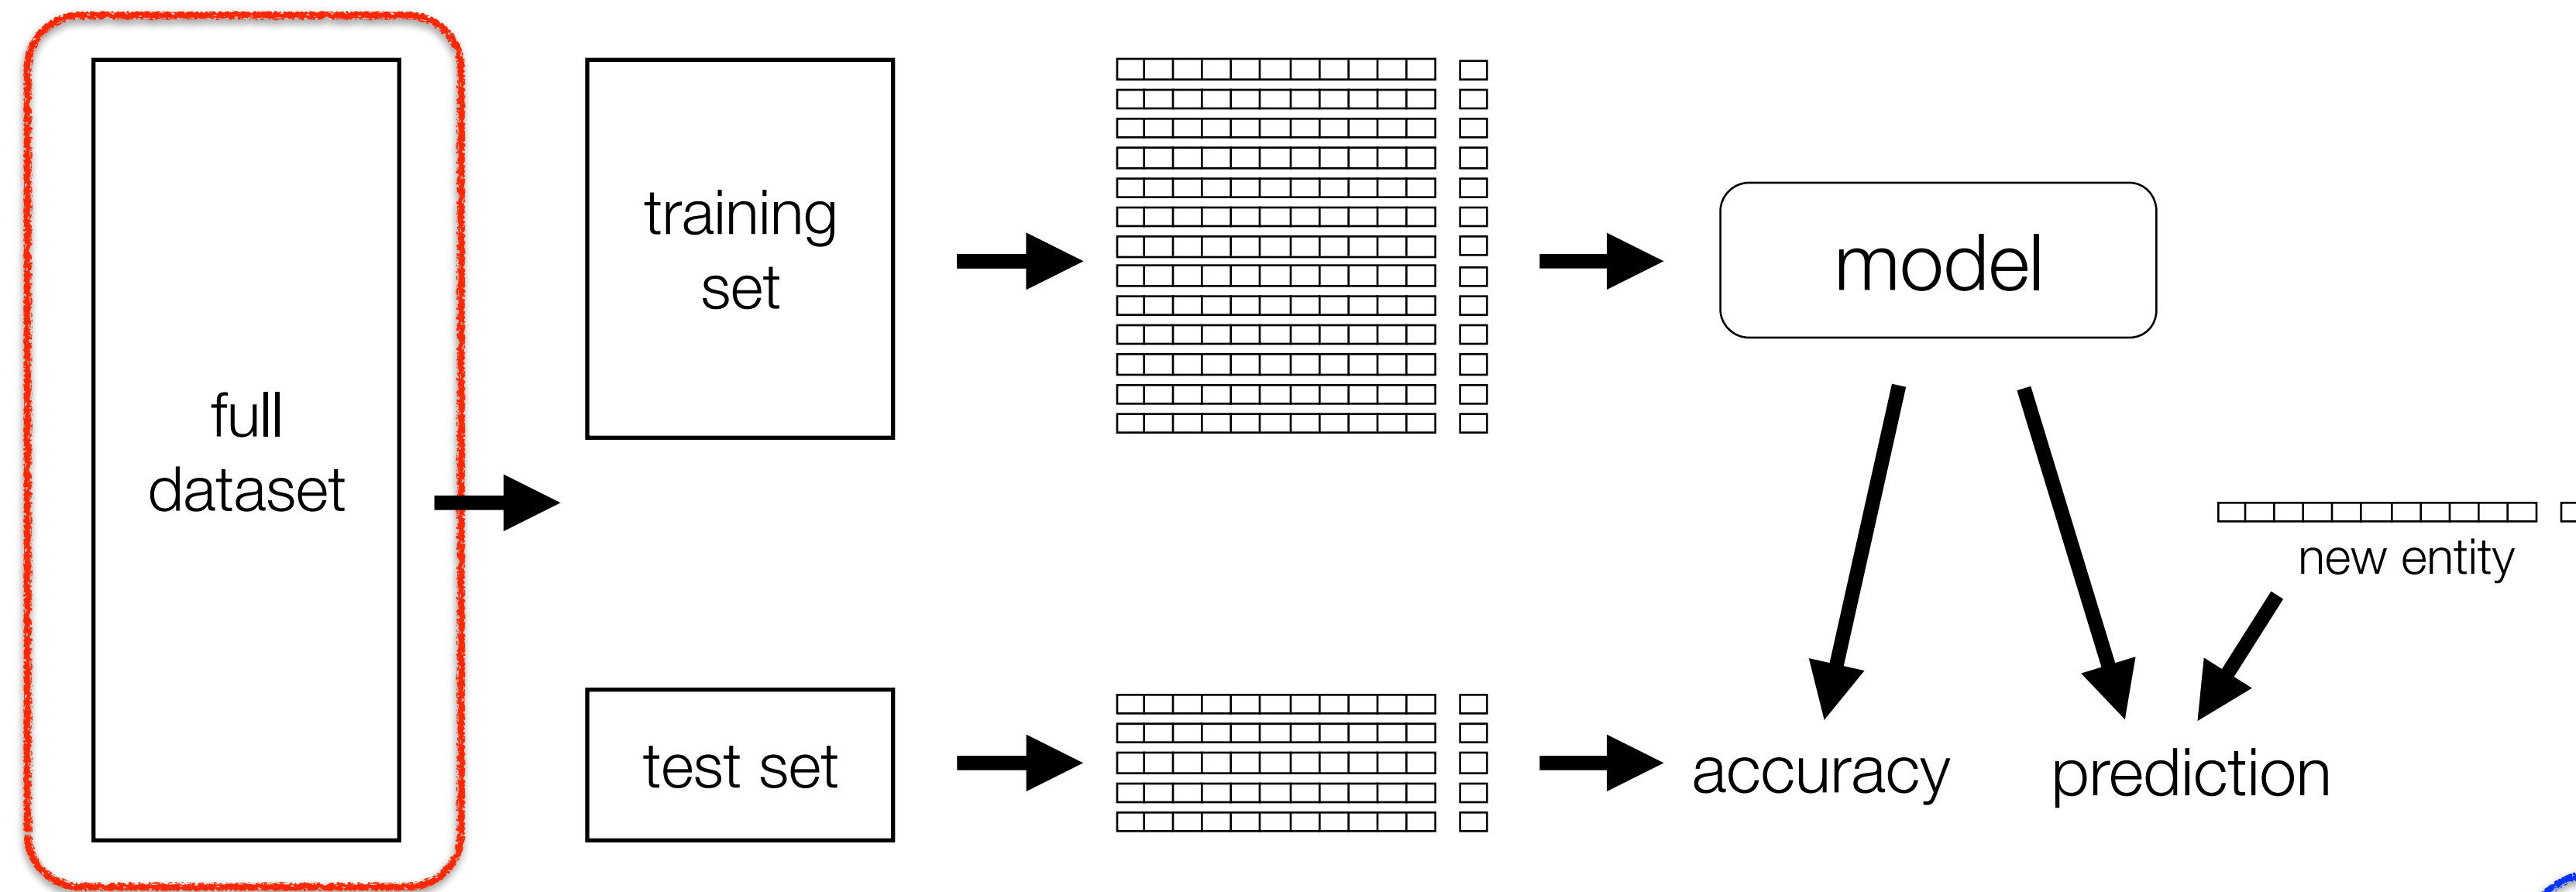 full
dataset
training
set
test set
model
new entity
accuracy
prediction